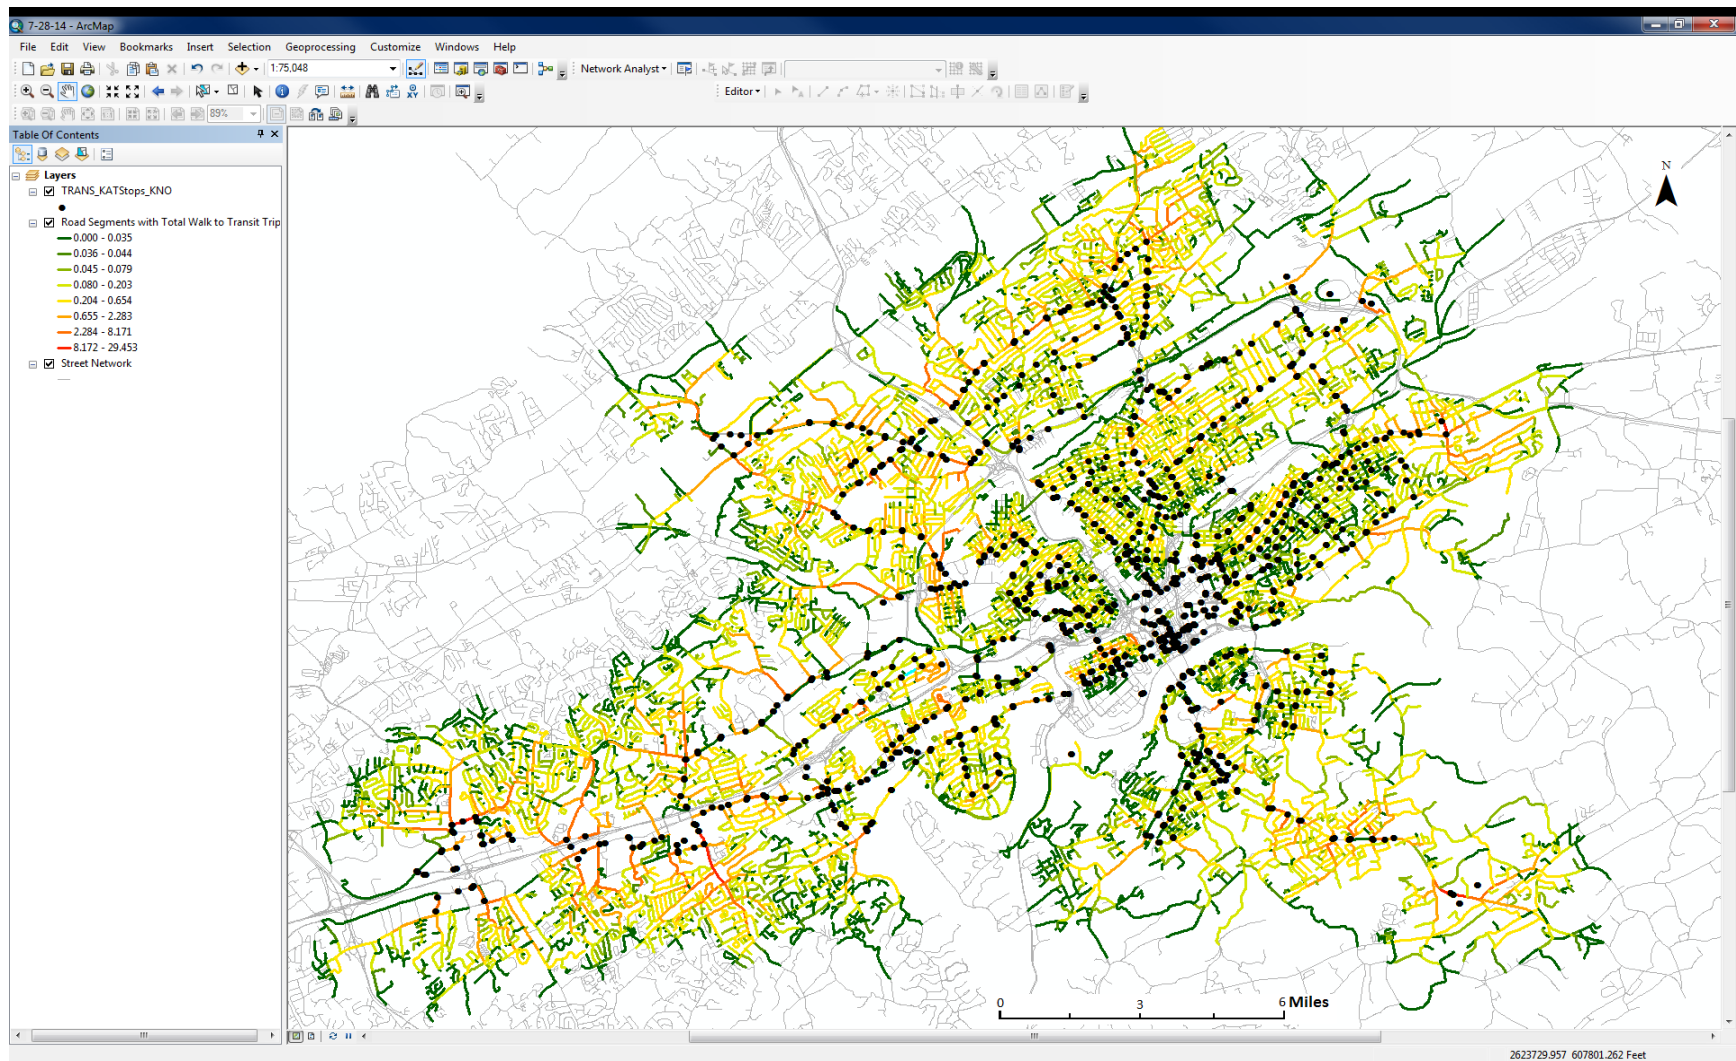 7-28-14 - ArcMap
File Edit View Bookmarks Insert Selection Geoprocessing Customize Windows Help
1:75,048 Network Analyst
Editor
89%
Table Of Contents
Layers
TRANS_KATStops_KNO
Road Segments with Total Walk to Transit Trip
0.000 - 0.035
0.036 - 0.044
0.045 - 0.079
0.080 - 0.203
0.204 - 0.654
0.655 - 2.283
2.284 - 8.171
8.172 - 29.453
Street Network
N
0 3 6 Miles
2623729.957 607801.262 Feet